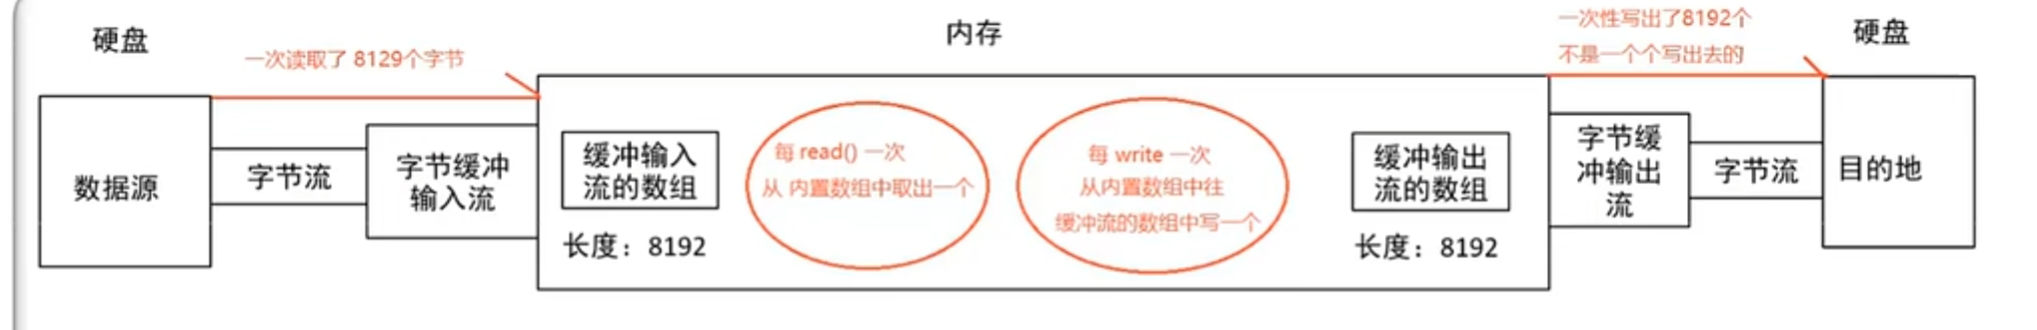 硬盘
内存
硬盘
一次读取了 8129个字节
一次性写出了8192个
不是一个个写出去的
数据源
字节流
字节缓冲
输入流
缓冲输入
流的数组
长度：8192
每 read() 一次
从 内置数组中取出一个
每 write 一次
从内置数组中往
缓冲流的数组中写一个
缓冲输出
流的数组
长度：8192
字节缓
冲输出
流
字节流
目的地